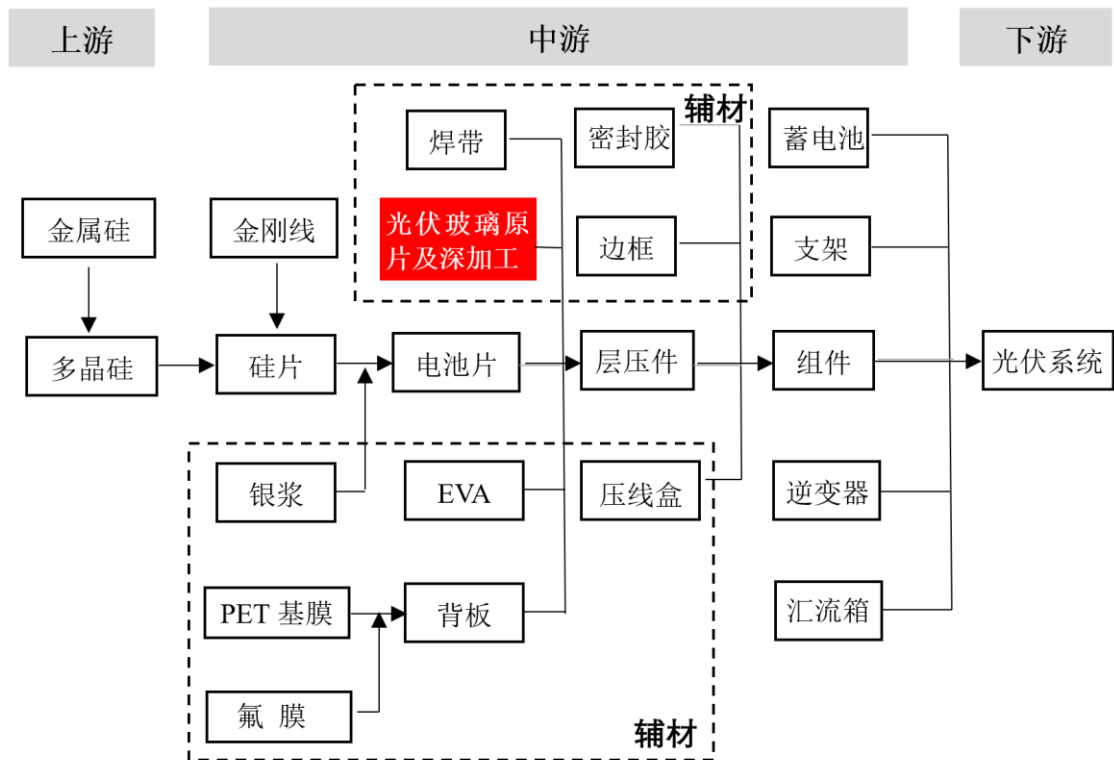 上游
中游
下游
辅材
焊带
密封胶
蓄电池
金属硅
金刚线
光伏玻璃原
片及深加工
边框
支架
多晶硅
硅片
电池片
层压件
组件
光伏系统
银浆
EVA
压线盒
逆变器
PET 基膜
背板
汇流箱
氟 膜
辅材